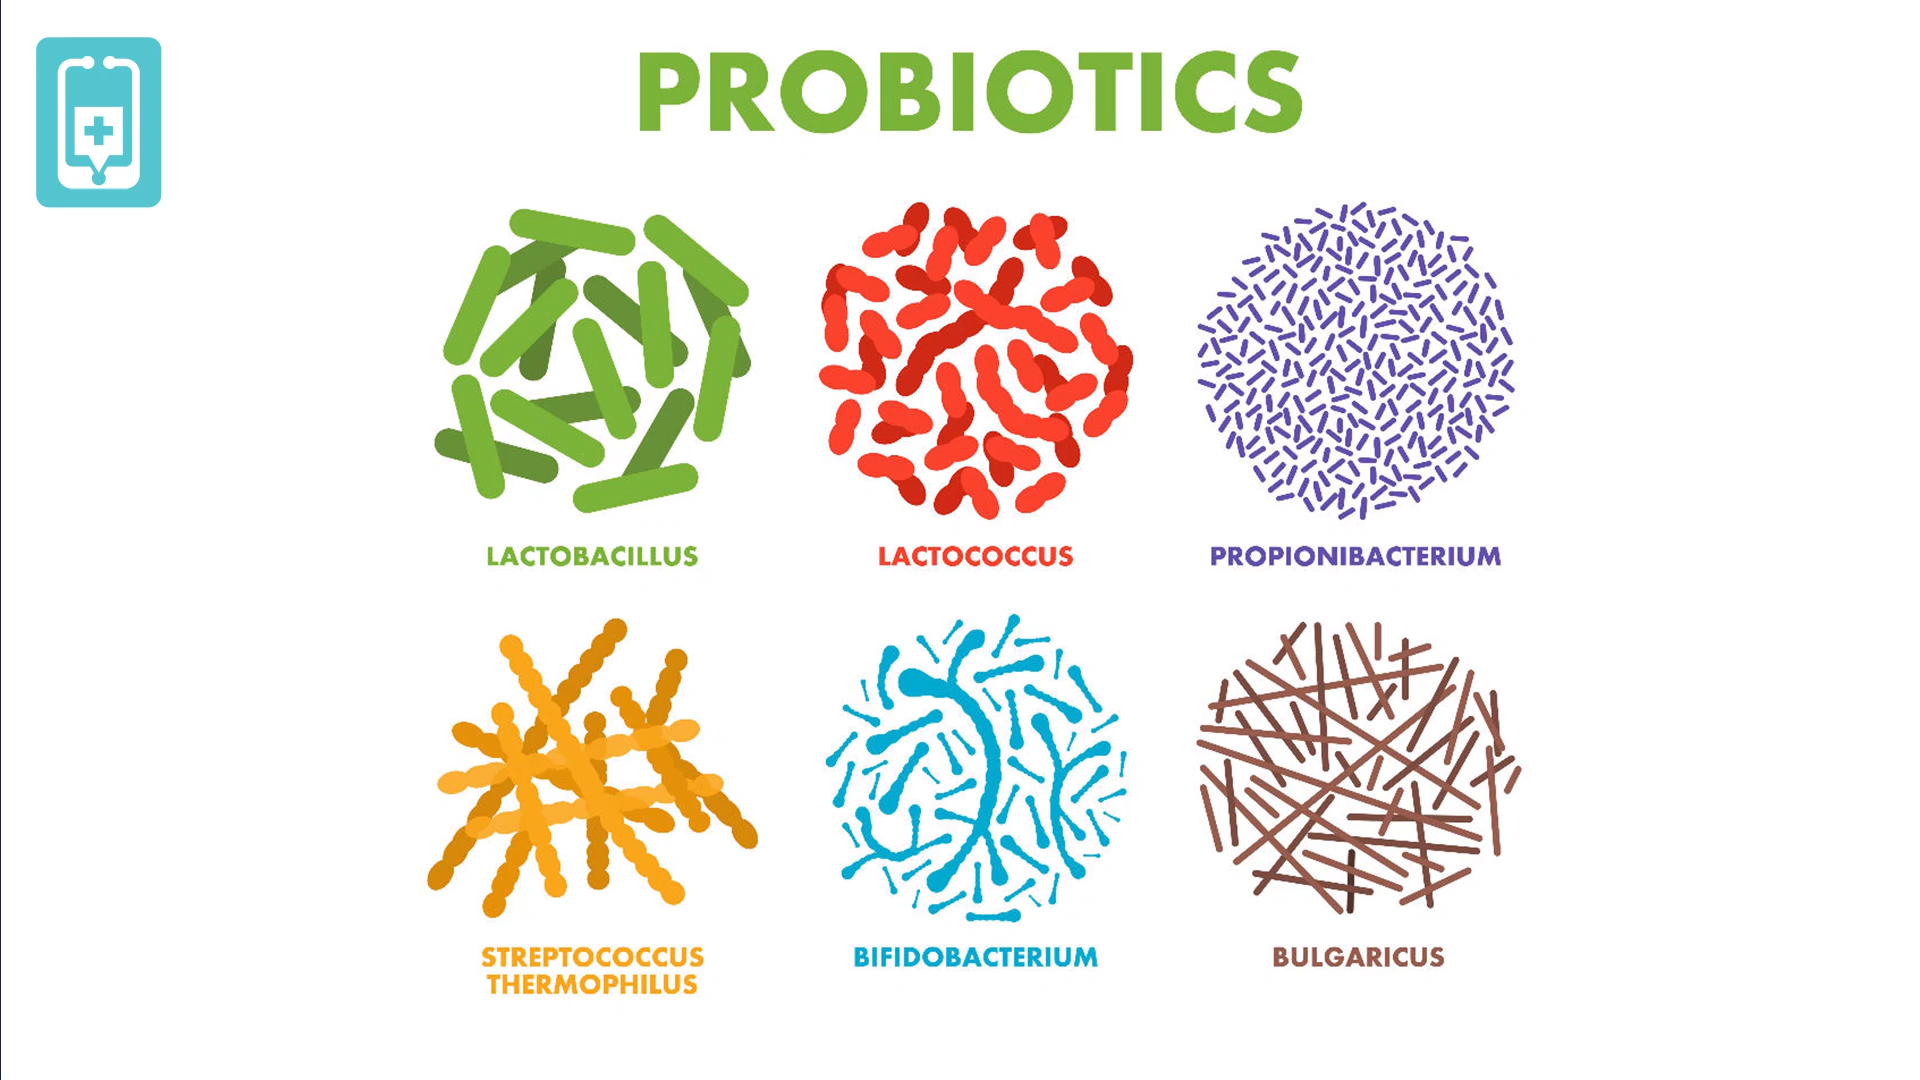 PROBIOTICS
LACTOBACILLUS
LACTOCOCCUS
PROPIONIBACTERIUM
STREPTOCOCCUS
THERMOPHILUS
BIFIDOBACTERIUM
BULGARICUS